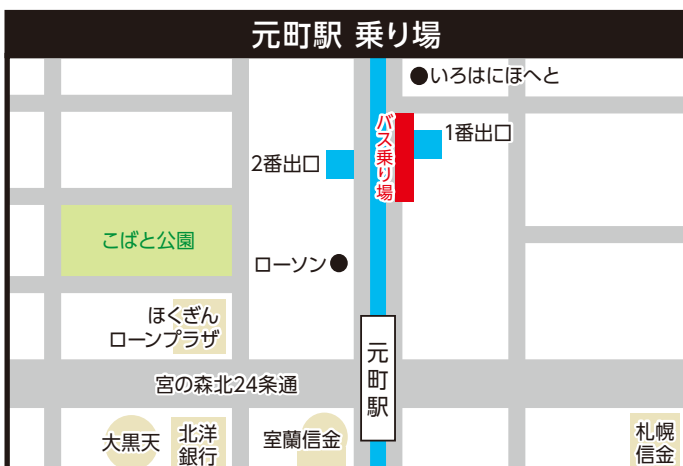 元町駅 乗り場
●いろはにほへと
バス乗り場
1番出口
2番出口
こばと公園
ローソン●
ほくぎん
ローンプラザ
元町駅
宮の森北24条通
大黒天
北洋
銀行
室蘭信金
札幌
信金